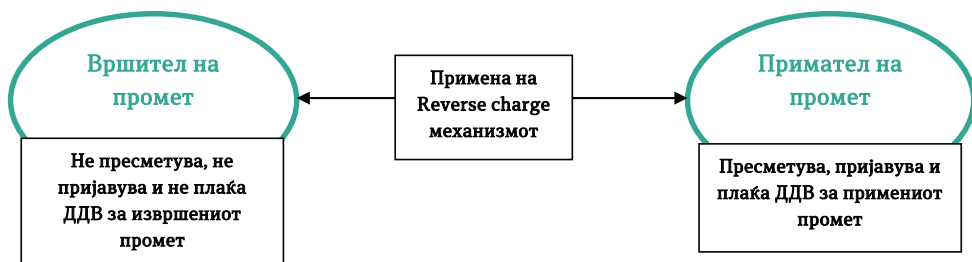 Вршител на
промет
Не пресметува, не
пријавува и не плаќа
ДДВ за извршениот
промет
Примена на
Reverse charge
механизмот
Примател на
промет
Пресметува, пријавува и
плаќа ДДВ за примениот
промет